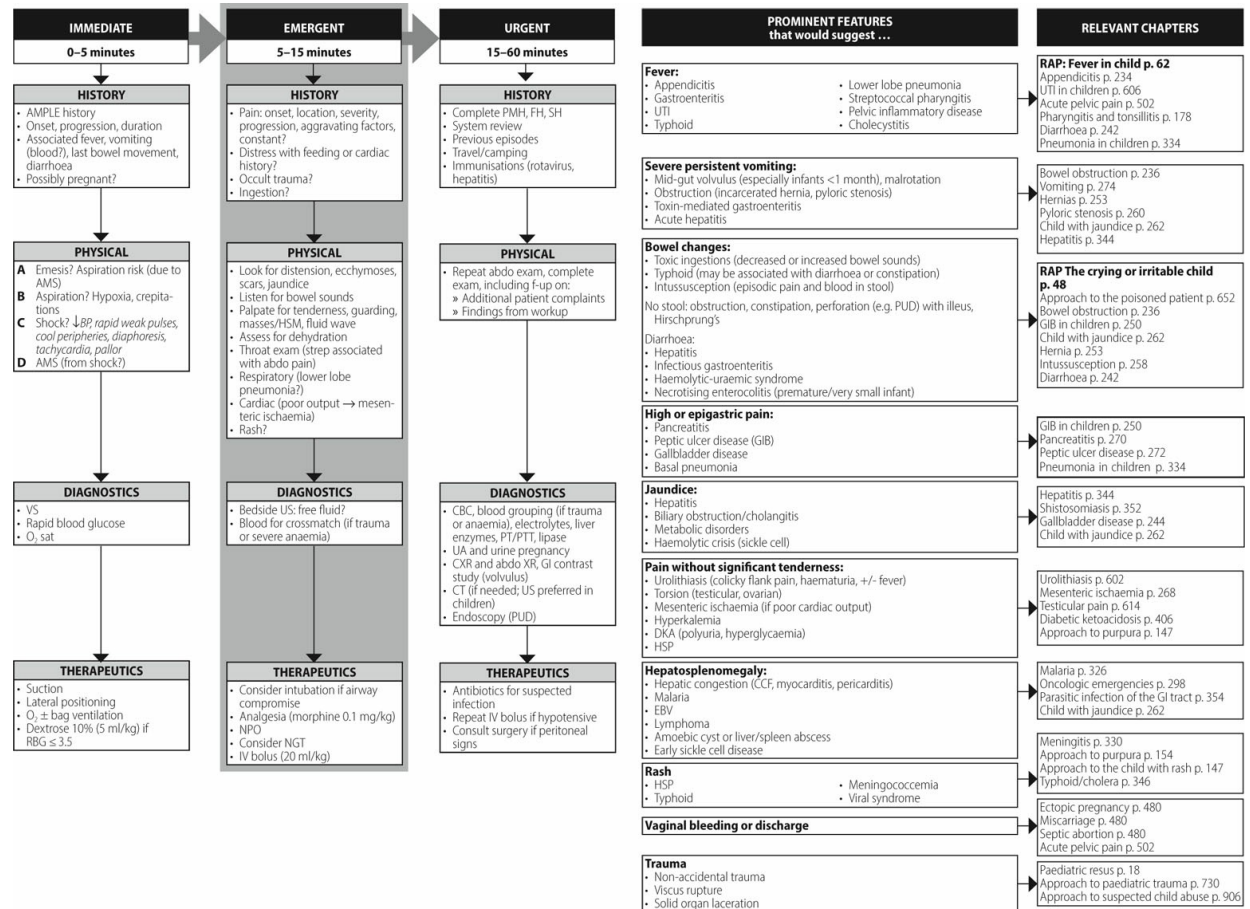 IMMEDIATE
0–5 minutes
HISTORY
• AMPLE history
• Onset, progression, duration
• Associated fever, vomiting
(blood?), last bowel movement,
diarrhoea
• Possibly pregnant?
PHYSICAL
A Emesis? Aspiration risk (due to
AMS)
B Aspiration? Hypoxia, crepita-
tions
C Shock? ↓BP, rapid weak pulses,
cool peripheries, diaphoresis,
tachycardia, pallor
D AMS (from shock?)
DIAGNOSTICS
• VS
• Rapid blood glucose
• O₂ sat
THERAPEUTICS
• Suction
• Lateral positioning
• O₂ ± bag ventilation
• Dextrose 10% (5 ml/kg) if
RBG ≤ 3.5
EMERGENT
5–15 minutes
HISTORY
• Pain: onset, location, severity,
progression, aggravating factors,
constant?
• Distress with feeding or cardiac
history?
• Occult trauma?
• Ingestion?
PHYSICAL
• Look for distension, ecchymoses,
scars, jaundice
• Listen for bowel sounds
• Palpate for tenderness, guarding,
masses/HSM, fluid wave
• Assess for dehydration
• Throat exam (strep associated
with abdo pain)
• Respiratory (lower lobe
pneumonia?)
• Cardiac (poor output → mesen-
teric ischaemia)
• Rash?
DIAGNOSTICS
• Bedside US: free fluid?
• Blood for crossmatch (if trauma
or severe anaemia)
THERAPEUTICS
• Consider intubation if airway
compromise
• Analgesia (morphine 0.1 mg/kg)
• NPO
• Consider NGT
• IV bolus (20 ml/kg)
URGENT
15–60 minutes
HISTORY
• Complete PMH, FH, SH
• System review
• Previous episodes
• Travel/camping
• Immunisations (rotavirus,
hepatitis)
PHYSICAL
• Repeat abdo exam, complete
exam, including f-up on:
» Additional patient complaints
» Findings from workup
DIAGNOSTICS
• CBC, blood grouping (if trauma
or anaemia), electrolytes, liver
enzymes, PT/PTT, lipase
• UA and urine pregnancy
• CXR and abdo XR, GI contrast
study (volvulus)
• CT (if needed; US preferred in
children)
• Endoscopy (PUD)
THERAPEUTICS
• Antibiotics for suspected
infection
• Repeat IV bolus if hypotensive
• Consult surgery if peritoneal
signs
PROMINENT FEATURES
that would suggest …
Fever:
• Appendicitis
• Gastroenteritis
• UTI
• Typhoid
• Lower lobe pneumonia
• Streptococcal pharyngitis
• Pelvic inflammatory disease
• Cholecystitis
Severe persistent vomiting:
• Mid-gut volvulus (especially infants <1 month), malrotation
• Obstruction (incarcerated hernia, pyloric stenosis)
• Toxin-mediated gastroenteritis
• Acute hepatitis
Bowel changes:
• Toxic ingestions (decreased or increased bowel sounds)
• Typhoid (may be associated with diarrhoea or constipation)
• Intussusception (episodic pain and blood in stool)
No stool: obstruction, constipation, perforation (e.g. PUD) with illeus,
Hirschprung's
Diarrhoea:
• Hepatitis
• Infectious gastroenteritis
• Haemolytic-uraemic syndrome
• Necrotising enterocolitis (premature/very small infant)
High or epigastric pain:
• Pancreatitis
• Peptic ulcer disease (GIB)
• Gallbladder disease
• Basal pneumonia
Jaundice:
• Hepatitis
• Biliary obstruction/cholangitis
• Metabolic disorders
• Haemolytic crisis (sickle cell)
Pain without significant tenderness:
• Urolithiasis (colicky flank pain, haematuria, +/- fever)
• Torsion (testicular, ovarian)
• Mesenteric ischaemia (if poor cardiac output)
• Hyperkalemia
• DKA (polyuria, hyperglycaemia)
• HSP
Hepatosplenomegaly:
• Hepatic congestion (CCF, myocarditis, pericarditis)
• Malaria
• EBV
• Lymphoma
• Amoebic cyst or liver/spleen abscess
• Early sickle cell disease
Rash
• HSP
• Typhoid
• Meningococcemia
• Viral syndrome
Vaginal bleeding or discharge
Trauma
• Non-accidental trauma
• Viscus rupture
• Solid organ laceration
RELEVANT CHAPTERS
RAP: Fever in child p. 62
Appendicitis p. 234
UTI in children p. 606
Acute pelvic pain p. 502
Pharyngitis and tonsillitis p. 178
Diarrhoea p. 242
Pneumonia in children p. 334
Bowel obstruction p. 236
Vomiting p. 274
Hernias p. 253
Pyloric stenosis p. 260
Child with jaundice p. 262
Hepatitis p. 344
RAP The crying or irritable child
p. 48
Approach to the poisoned patient p. 652
Bowel obstruction p. 236
GIB in children p. 250
Child with jaundice p. 262
Hernia p. 253
Intussusception p. 258
Diarrhoea p. 242
GIB in children p. 250
Pancreatitis p. 270
Peptic ulcer disease p. 272
Pneumonia in children p. 334
Hepatitis p. 344
Shistosomiasis p. 352
Gallbladder disease p. 244
Child with jaundice p. 262
Urolithiasis p. 602
Mesenteric ischaemia p. 268
Testicular pain p. 614
Diabetic ketoacidosis p. 406
Approach to purpura p. 147
Malaria p. 326
Oncologic emergencies p. 298
Parasitic infection of the GI tract p. 354
Child with jaundice p. 262
Meningitis p. 330
Approach to purpura p. 154
Approach to the child with rash p. 147
Typhoid/cholera p. 346
Ectopic pregnancy p. 480
Miscarriage p. 480
Septic abortion p. 480
Acute pelvic pain p. 502
Paediatric resus p. 18
Approach to paediatric trauma p. 730
Approach to suspected child abuse p. 906